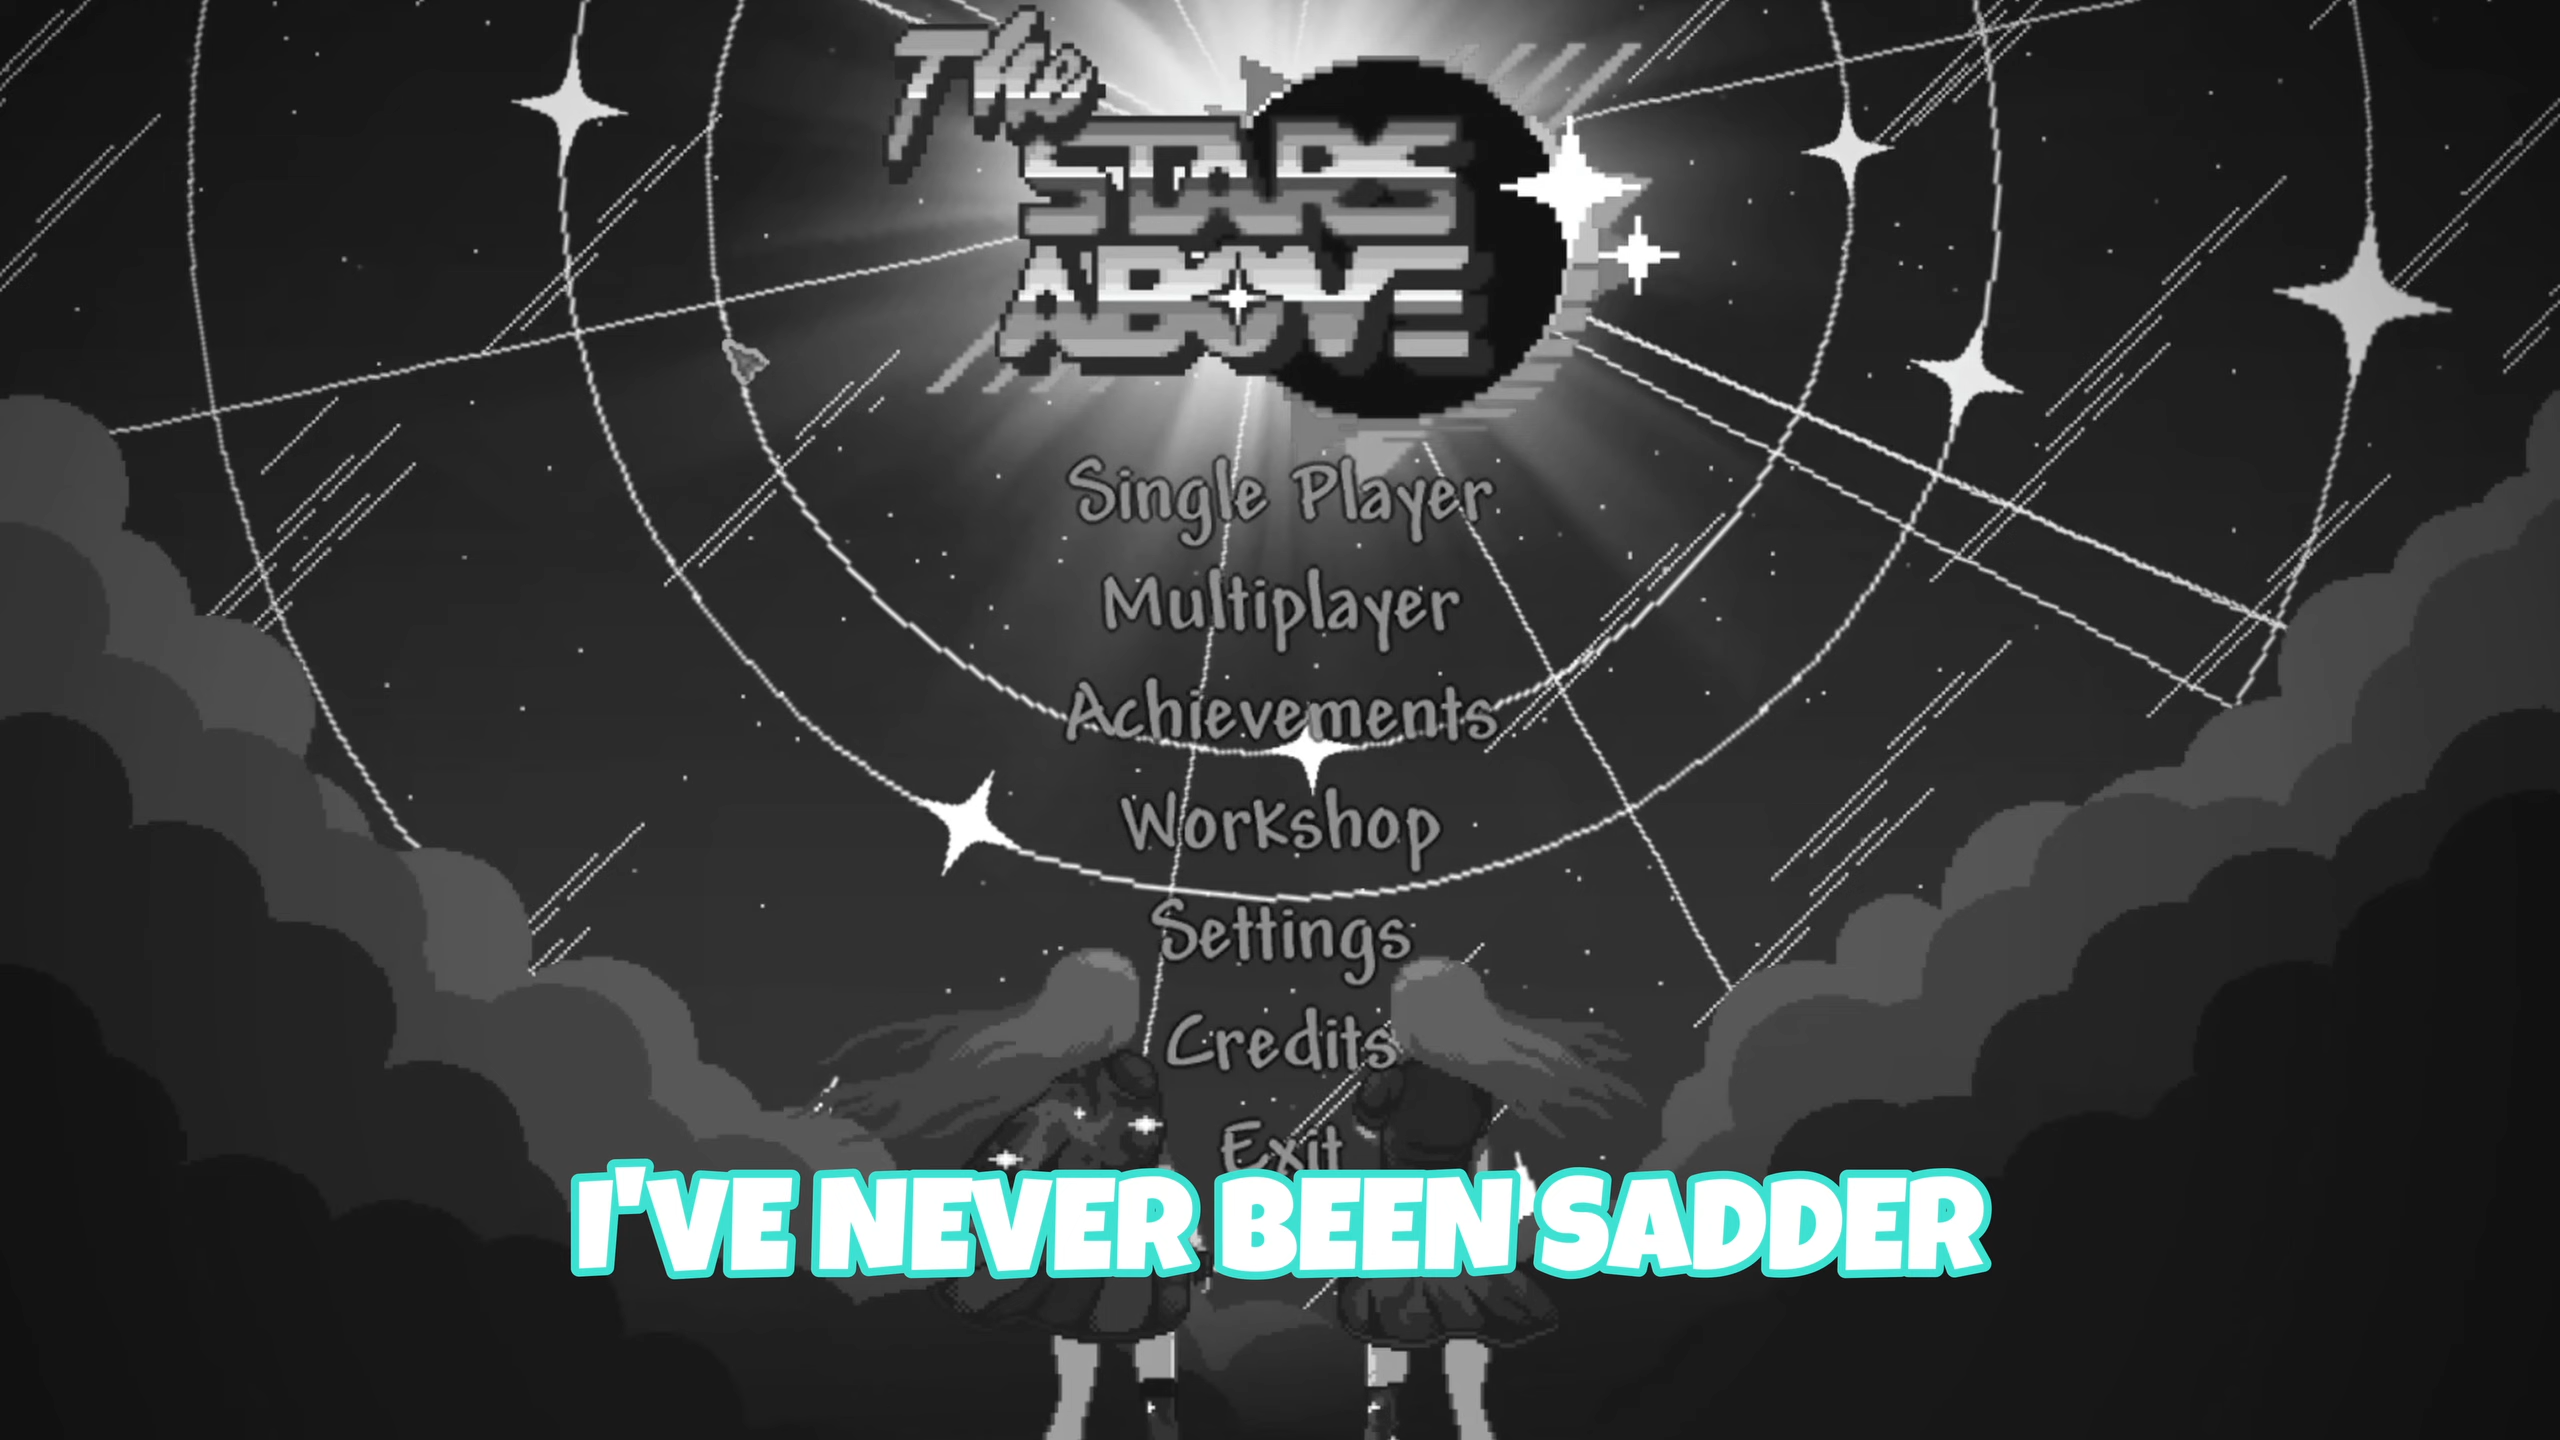 The
STARS
ABOVE
Single Player
Multiplayer
Achievements
Workshop
Settings
Credits
Exit
I'VE NEVER BEEN SADDER